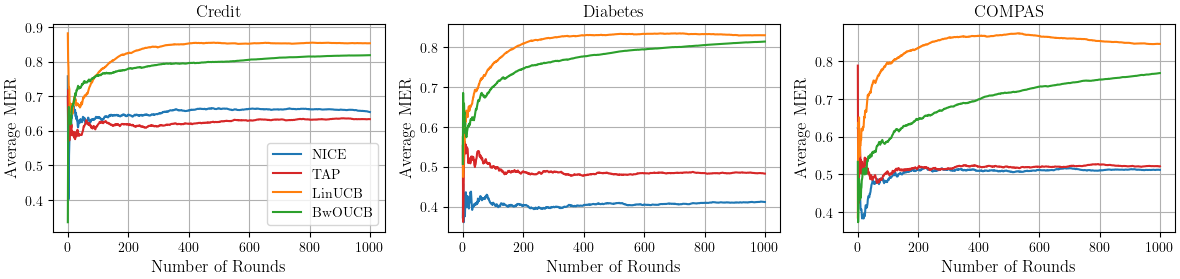 Credit
Average MER
0.9
0.8
0.7
0.6
0.5
0.4
0 200 400 600 800 1000
Number of Rounds
NICE
TAP
LinUCB
BwOUCB
Diabetes
Average MER
0.8
0.7
0.6
0.5
0.4
0 200 400 600 800 1000
Number of Rounds
COMPAS
Average MER
0.8
0.7
0.6
0.5
0.4
0 200 400 600 800 1000
Number of Rounds